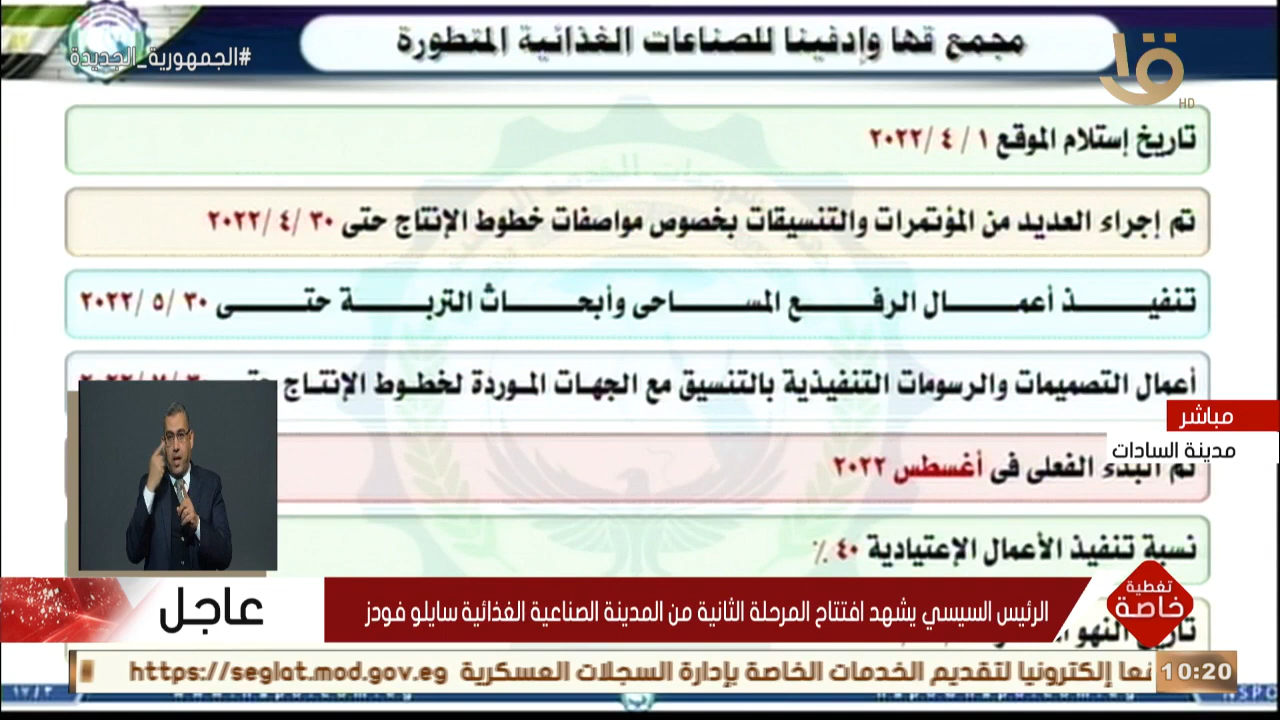 #الجمهورية_الجديدة
مجمع قها وإدفينا للصناعات الغذائية المتطورة
HD
تاريخ إستلام الموقع ١ / ٤ /٢٠٢٢
تم إجراء العديد من المؤتمرات والتنسيقات بخصوص مواصفات خطوط الإنتاج حتى ٣٠ /٤ /٢٠٢٢
تنفيذ أعمال الرفع المساحى وأبحاث التربة حتى ٣٠ /٥ /٢٠٢٢
أعمال التصميمات والرسومات التنفيذية بالتنسيق مع الجهات الموردة لخطوط الإنتاج
مباشر
مدينة السادات
تم البدء الفعلى فى أغسطس ٢٠٢٢
نسبة تنفيذ الأعمال الإعتيادية ٤٠ ٪
تغطية
خاصة
عاجل
الرئيس السيسي يشهد افتتاح المرحلة الثانية من المدينة الصناعية الغذائية سايلو فودز
تاريخ النهو
10:20
إلكترونيا لتقديم الخدمات الخاصة بإدارة السجلات العسكرية https://seglat.mod.gov.eg